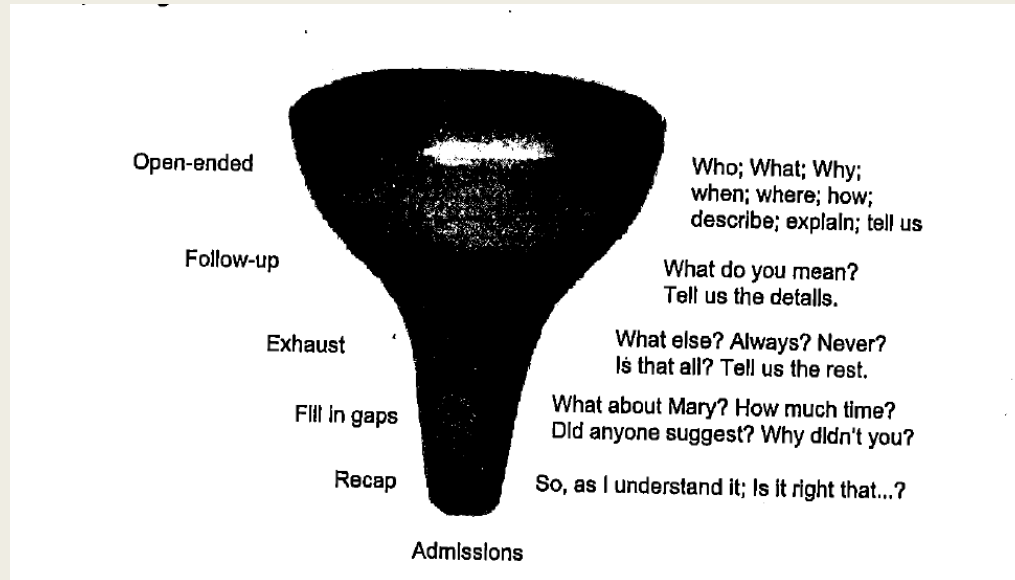 Open-ended
Who; What; Why;
when; where; how;
describe; explain; tell us
Follow-up
What do you mean?
Tell us the details.
Exhaust
What else? Always? Never?
Is that all? Tell us the rest.
Fill in gaps
What about Mary? How much time?
Did anyone suggest? Why didn't you?
Recap
So, as I understand it; Is it right that...?
Admissions